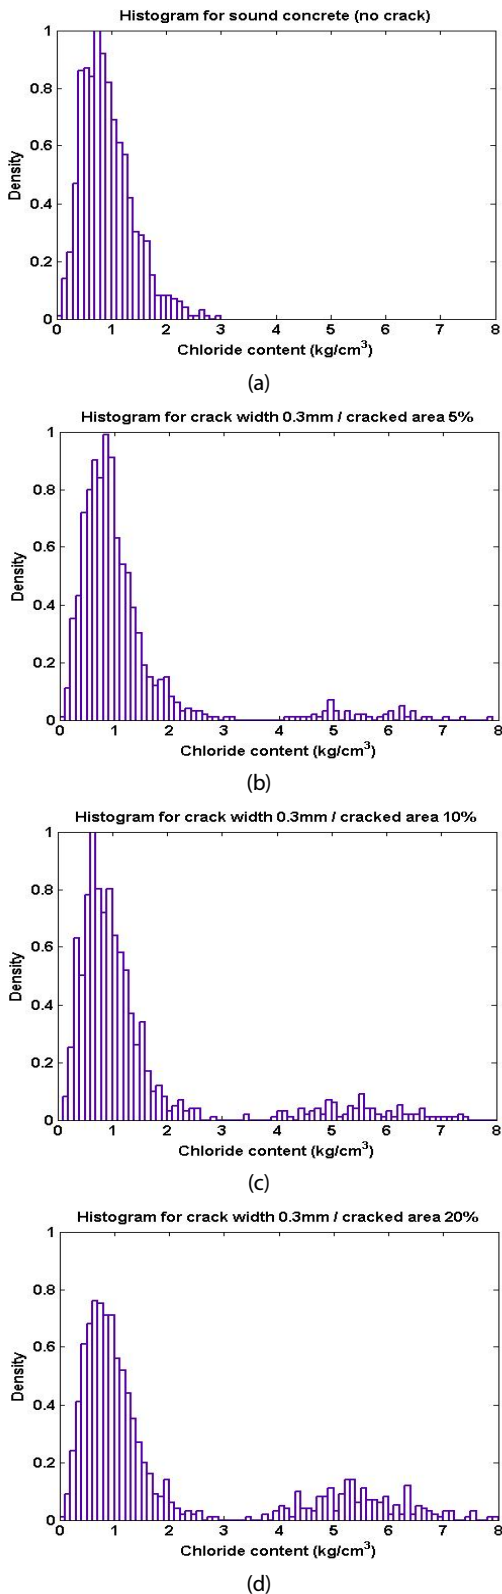 Histogram for sound concrete (no crack)
1
0.8
0.6
0.4
0.2
0
Density
0 1 2 3 4 5 6 7 8
Chloride content (kg/cm³)
(a)
Histogram for crack width 0.3mm / cracked area 5%
1
0.8
0.6
0.4
0.2
0
Density
0 1 2 3 4 5 6 7 8
Chloride content (kg/cm³)
(b)
Histogram for crack width 0.3mm / cracked area 10%
1
0.8
0.6
0.4
0.2
0
Density
0 1 2 3 4 5 6 7 8
Chloride content (kg/cm³)
(c)
Histogram for crack width 0.3mm / cracked area 20%
1
0.8
0.6
0.4
0.2
0
Density
0 1 2 3 4 5 6 7 8
Chloride content (kg/cm³)
(d)